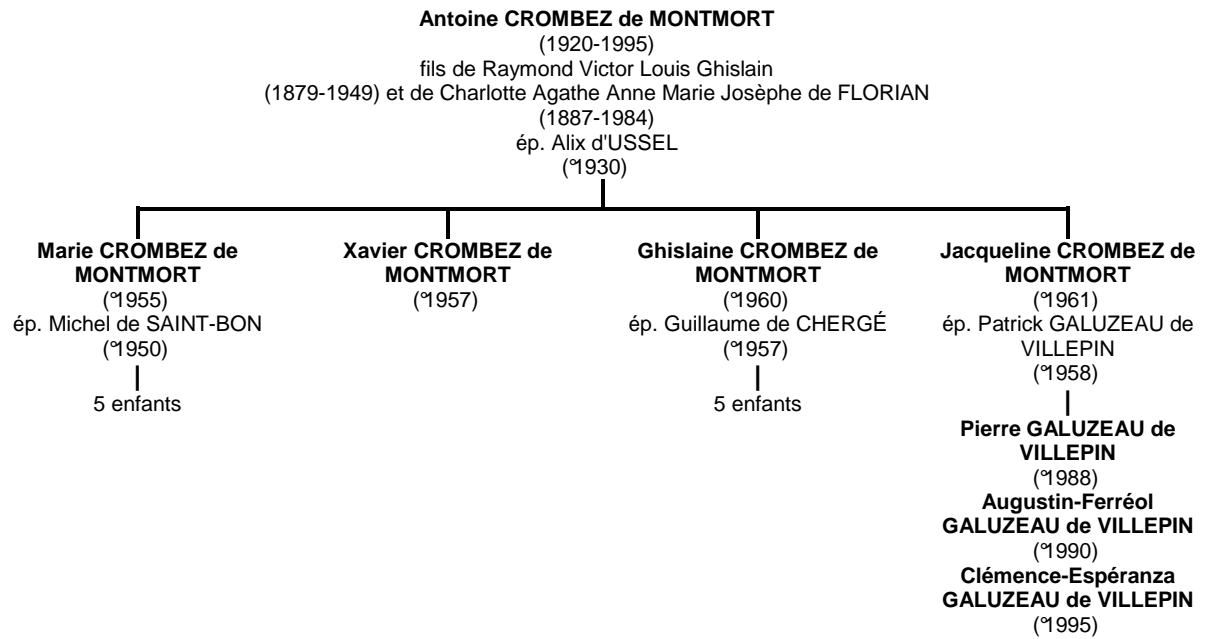 Antoine CROMBEZ de MONTMORT
(1920-1995)
fils de Raymond Victor Louis Ghislain
(1879-1949) et de Charlotte Agathe Anne Marie Josèphe de FLORIAN
(1887-1984)
ép. Alix d'USSEL
(°1930)
Marie CROMBEZ de
MONTMORT
(°1955)
ép. Michel de SAINT-BON
(°1950)
5 enfants
Xavier CROMBEZ de
MONTMORT
(°1957)
Ghislaine CROMBEZ de
MONTMORT
(°1960)
ép. Guillaume de CHERGÉ
(°1957)
5 enfants
Jacqueline CROMBEZ de
MONTMORT
(°1961)
ép. Patrick GALUZEAU de
VILLEPIN
(°1958)
Pierre GALUZEAU de
VILLEPIN
(°1988)
Augustin-Ferréol
GALUZEAU de VILLEPIN
(°1990)
Clémence-Espéranza
GALUZEAU de VILLEPIN
(°1995)